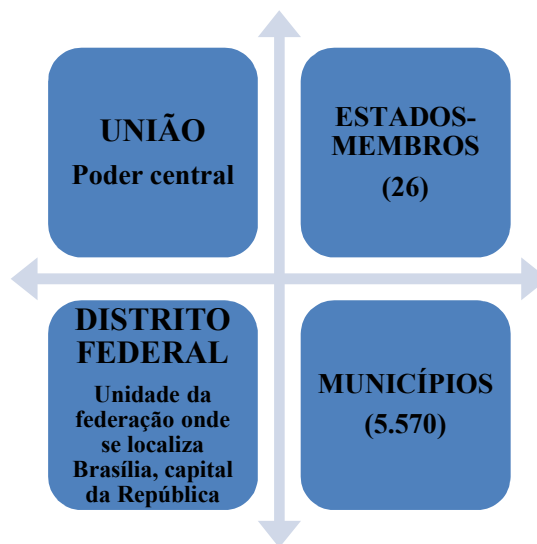 UNIÃO
Poder central
ESTADOS-
MEMBROS
(26)
DISTRITO
FEDERAL
Unidade da
federação onde
se localiza
Brasília, capital
da República
MUNICÍPIOS
(5.570)